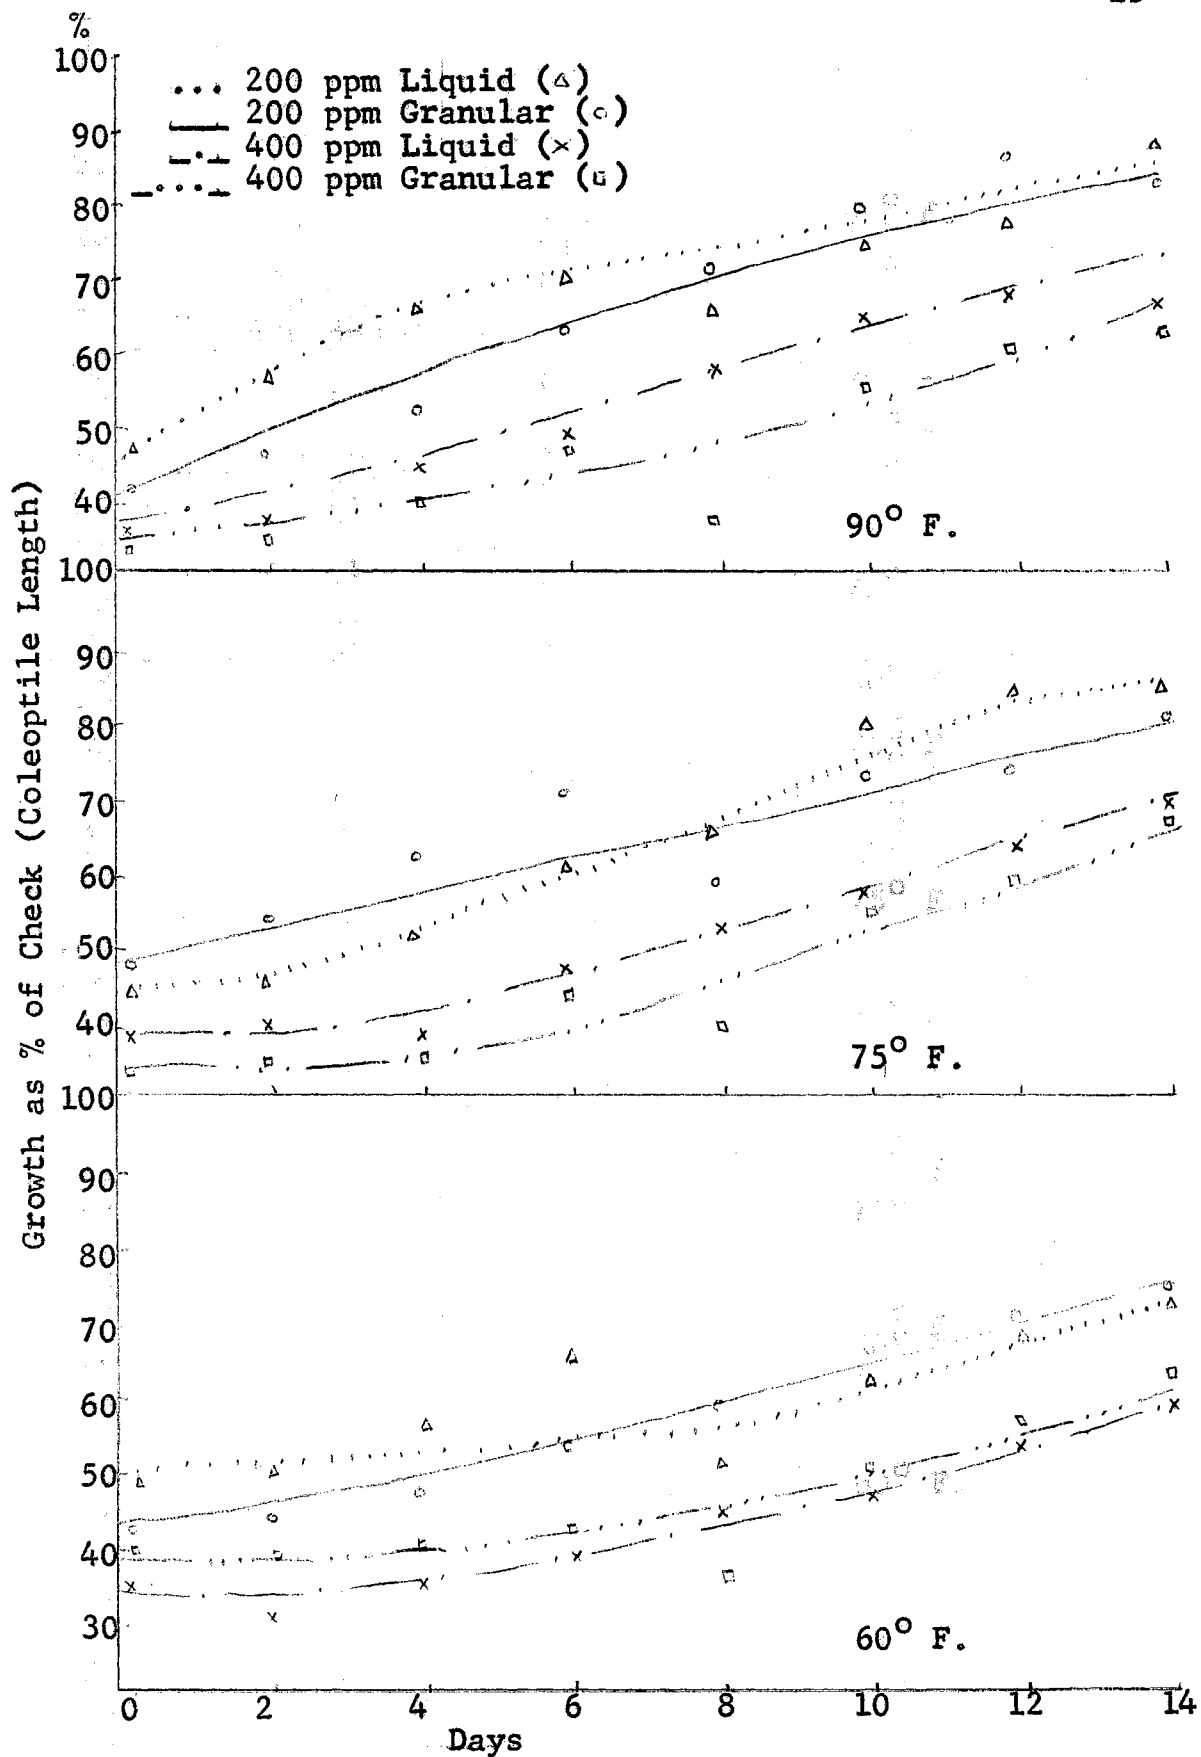 %
100
... 200 ppm Liquid (△)
200 ppm Granular (○)
400 ppm Liquid (×)
400 ppm Granular (□)
90
80
70
60
50
40
90° F.
100
90
80
70
60
50
40
75° F.
100
90
80
70
60
50
40
30
60° F.
0 2 4 6 8 10 12 14
Days
Growth as % of Check (Coleoptile Length)